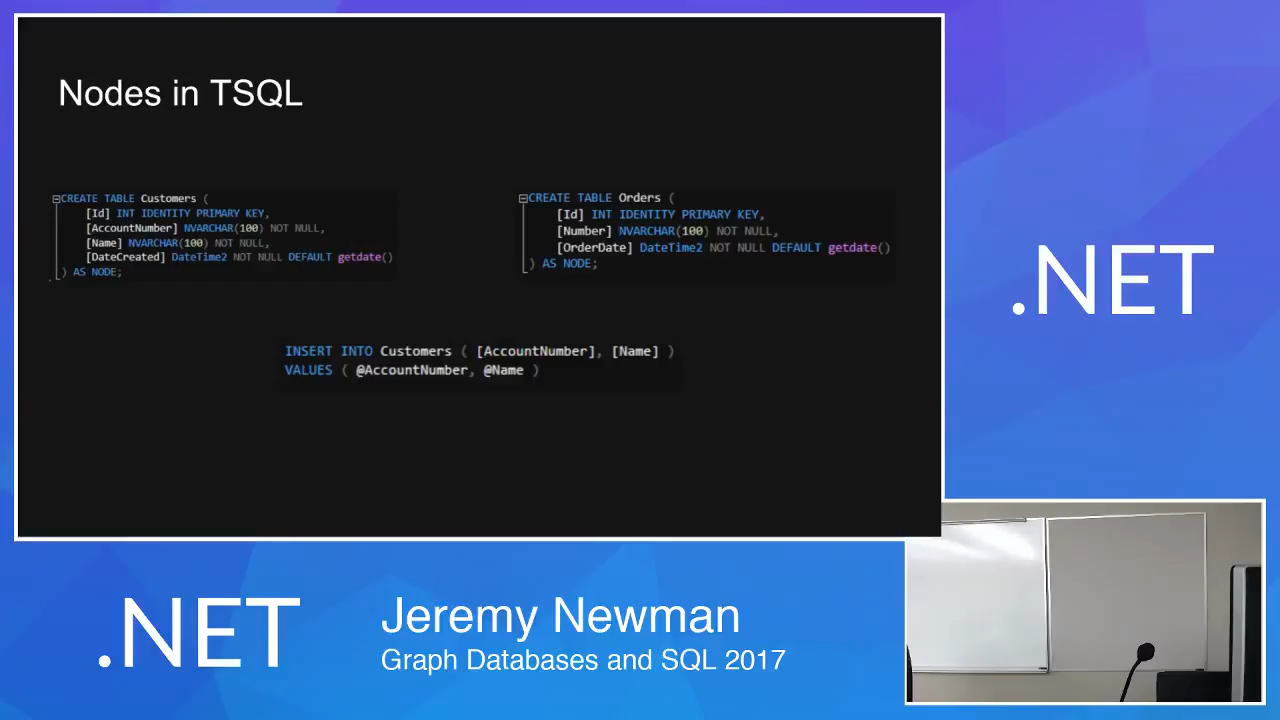 Nodes in TSQL
CREATE TABLE Customers (
[Id] INT IDENTITY PRIMARY KEY,
[AccountNumber] NVARCHAR(100) NOT NULL,
[Name] NVARCHAR(100) NOT NULL,
[DateCreated] DateTime2 NOT NULL DEFAULT getdate()
) AS NODE;
CREATE TABLE Orders (
[Id] INT IDENTITY PRIMARY KEY,
[Number] NVARCHAR(100) NOT NULL,
[OrderDate] DateTime2 NOT NULL DEFAULT getdate()
) AS NODE;
INSERT INTO Customers ( [AccountNumber], [Name] )
VALUES ( @AccountNumber, @Name )
.NET
.NET
Jeremy Newman
Graph Databases and SQL 2017